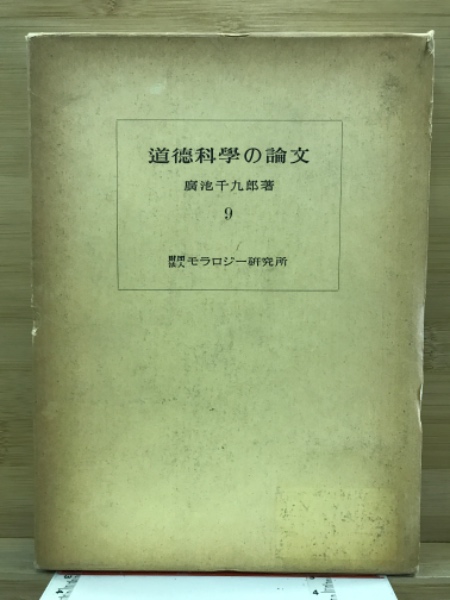 道德科學の論文
廣池千九郎著
9
財団法人 モラロジー研究所